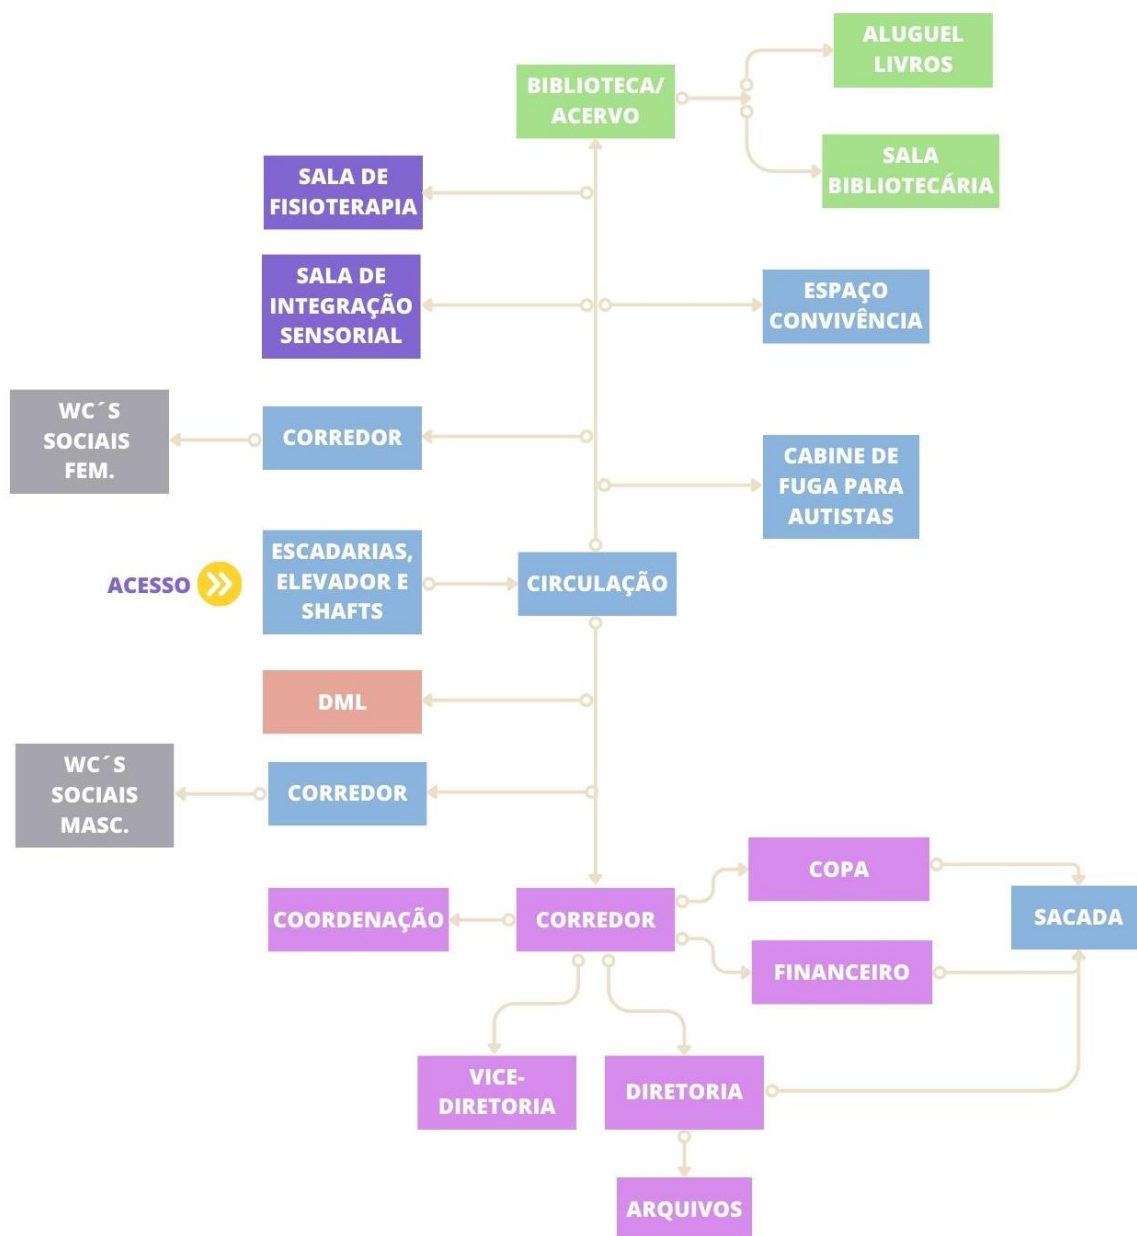 ALUGUEL
LIVROS
BIBLIOTECA/
ACERVO
SALA
BIBLIOTECÁRIA
SALA DE
FISIOTERAPIA
SALA DE
INTEGRAÇÃO
SENSORIAL
ESPAÇO
CONVIVÊNCIA
WC´S
SOCIAIS
FEM.
CORREDOR
CABINE DE
FUGA PARA
AUTISTAS
ACESSO
ESCADARIAS,
ELEVADOR E
SHAFTS
CIRCULAÇÃO
DML
WC´S
SOCIAIS
MASC.
CORREDOR
COPA
COORDENAÇÃO
CORREDOR
SACADA
FINANCEIRO
VICE-
DIRETORIA
DIRETORIA
ARQUIVOS